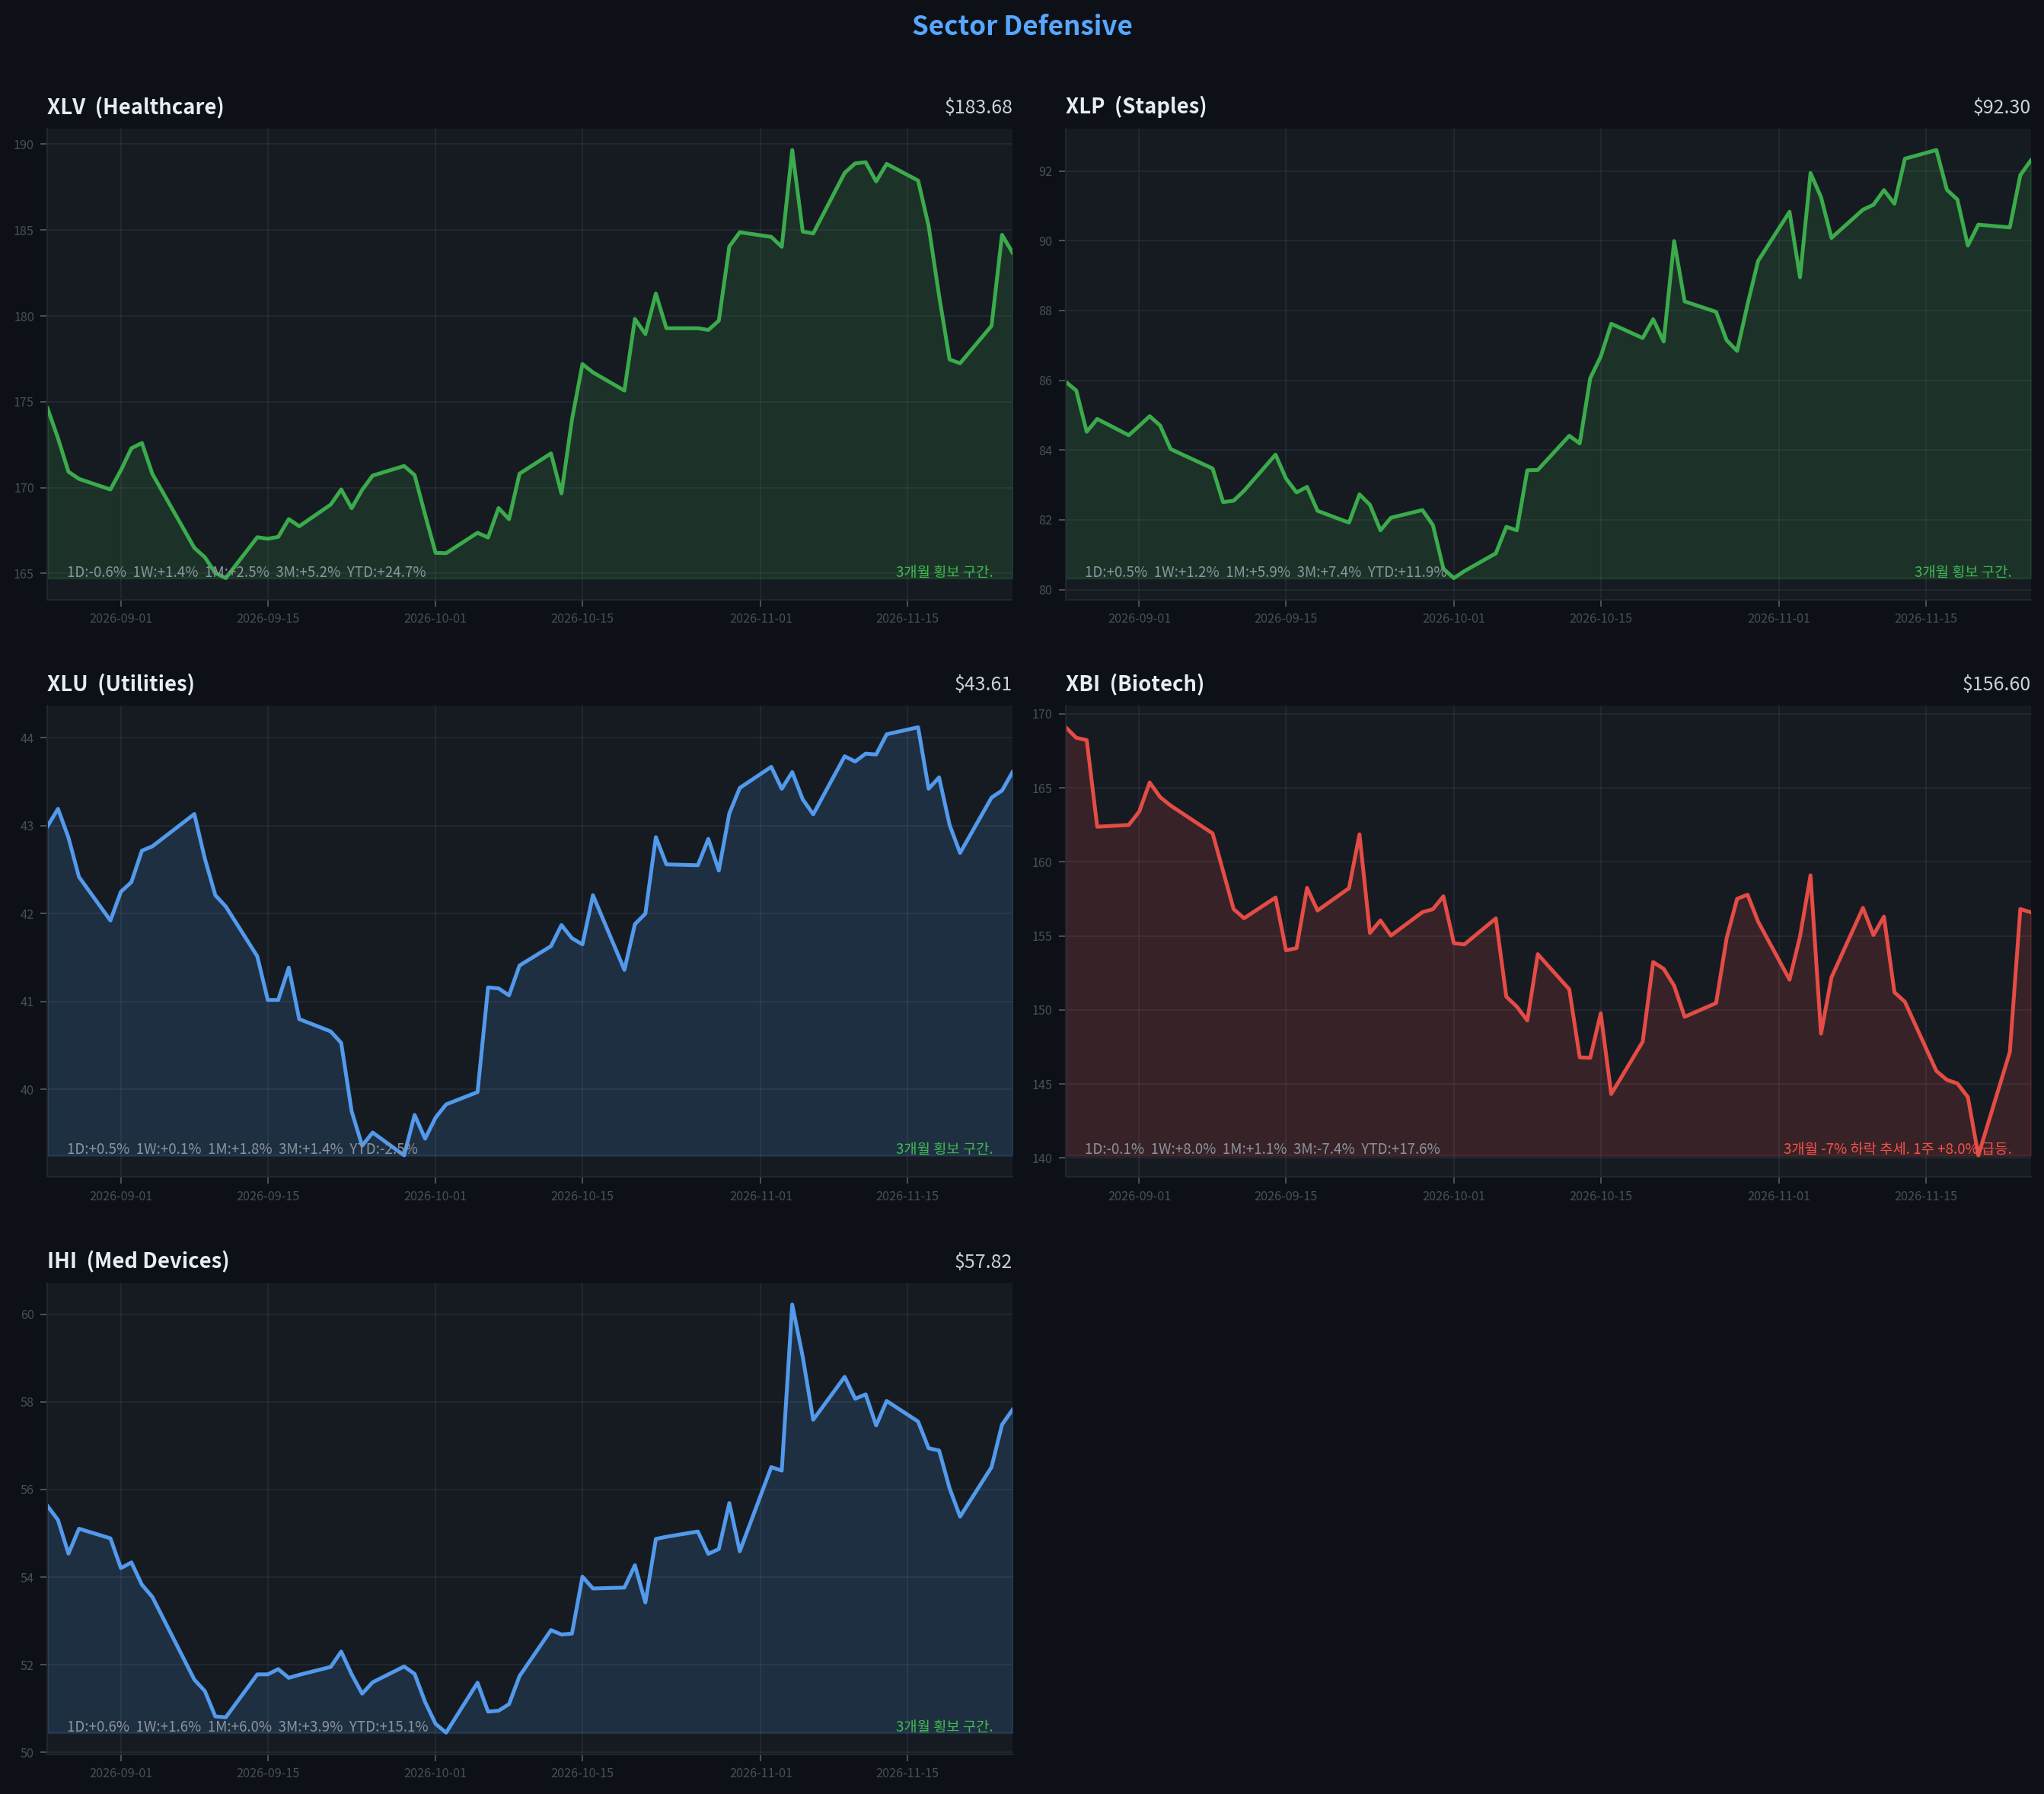 Sector Defensive
XLV (Healthcare) $183.68
190
185
180
175
170
165
1D:-0.6% 1W:+1.4% 1M:+2.5% 3M:+5.2% YTD:+24.7% 3개월 횡보 구간.
2026-09-01 2026-09-15 2026-10-01 2026-10-15 2026-11-01 2026-11-15
XLP (Staples) $92.30
92
90
88
86
84
82
80
1D:+0.5% 1W:+1.2% 1M:+5.9% 3M:+7.4% YTD:+11.9% 3개월 횡보 구간.
2026-09-01 2026-09-15 2026-10-01 2026-10-15 2026-11-01 2026-11-15
XLU (Utilities) $43.61
44
43
42
41
40
1D:+0.5% 1W:+0.1% 1M:+1.8% 3M:+1.4% YTD:-2.5% 3개월 횡보 구간.
2026-09-01 2026-09-15 2026-10-01 2026-10-15 2026-11-01 2026-11-15
XBI (Biotech) $156.60
170
165
160
155
150
145
140
1D:-0.1% 1W:+8.0% 1M:+1.1% 3M:-7.4% YTD:+17.6% 3개월 -7% 하락 추세. 1주 +8.0% 급등.
2026-09-01 2026-09-15 2026-10-01 2026-10-15 2026-11-01 2026-11-15
IHI (Med Devices) $57.82
60
58
56
54
52
50
1D:+0.6% 1W:+1.6% 1M:+6.0% 3M:+3.9% YTD:+15.1% 3개월 횡보 구간.
2026-09-01 2026-09-15 2026-10-01 2026-10-15 2026-11-01 2026-11-15